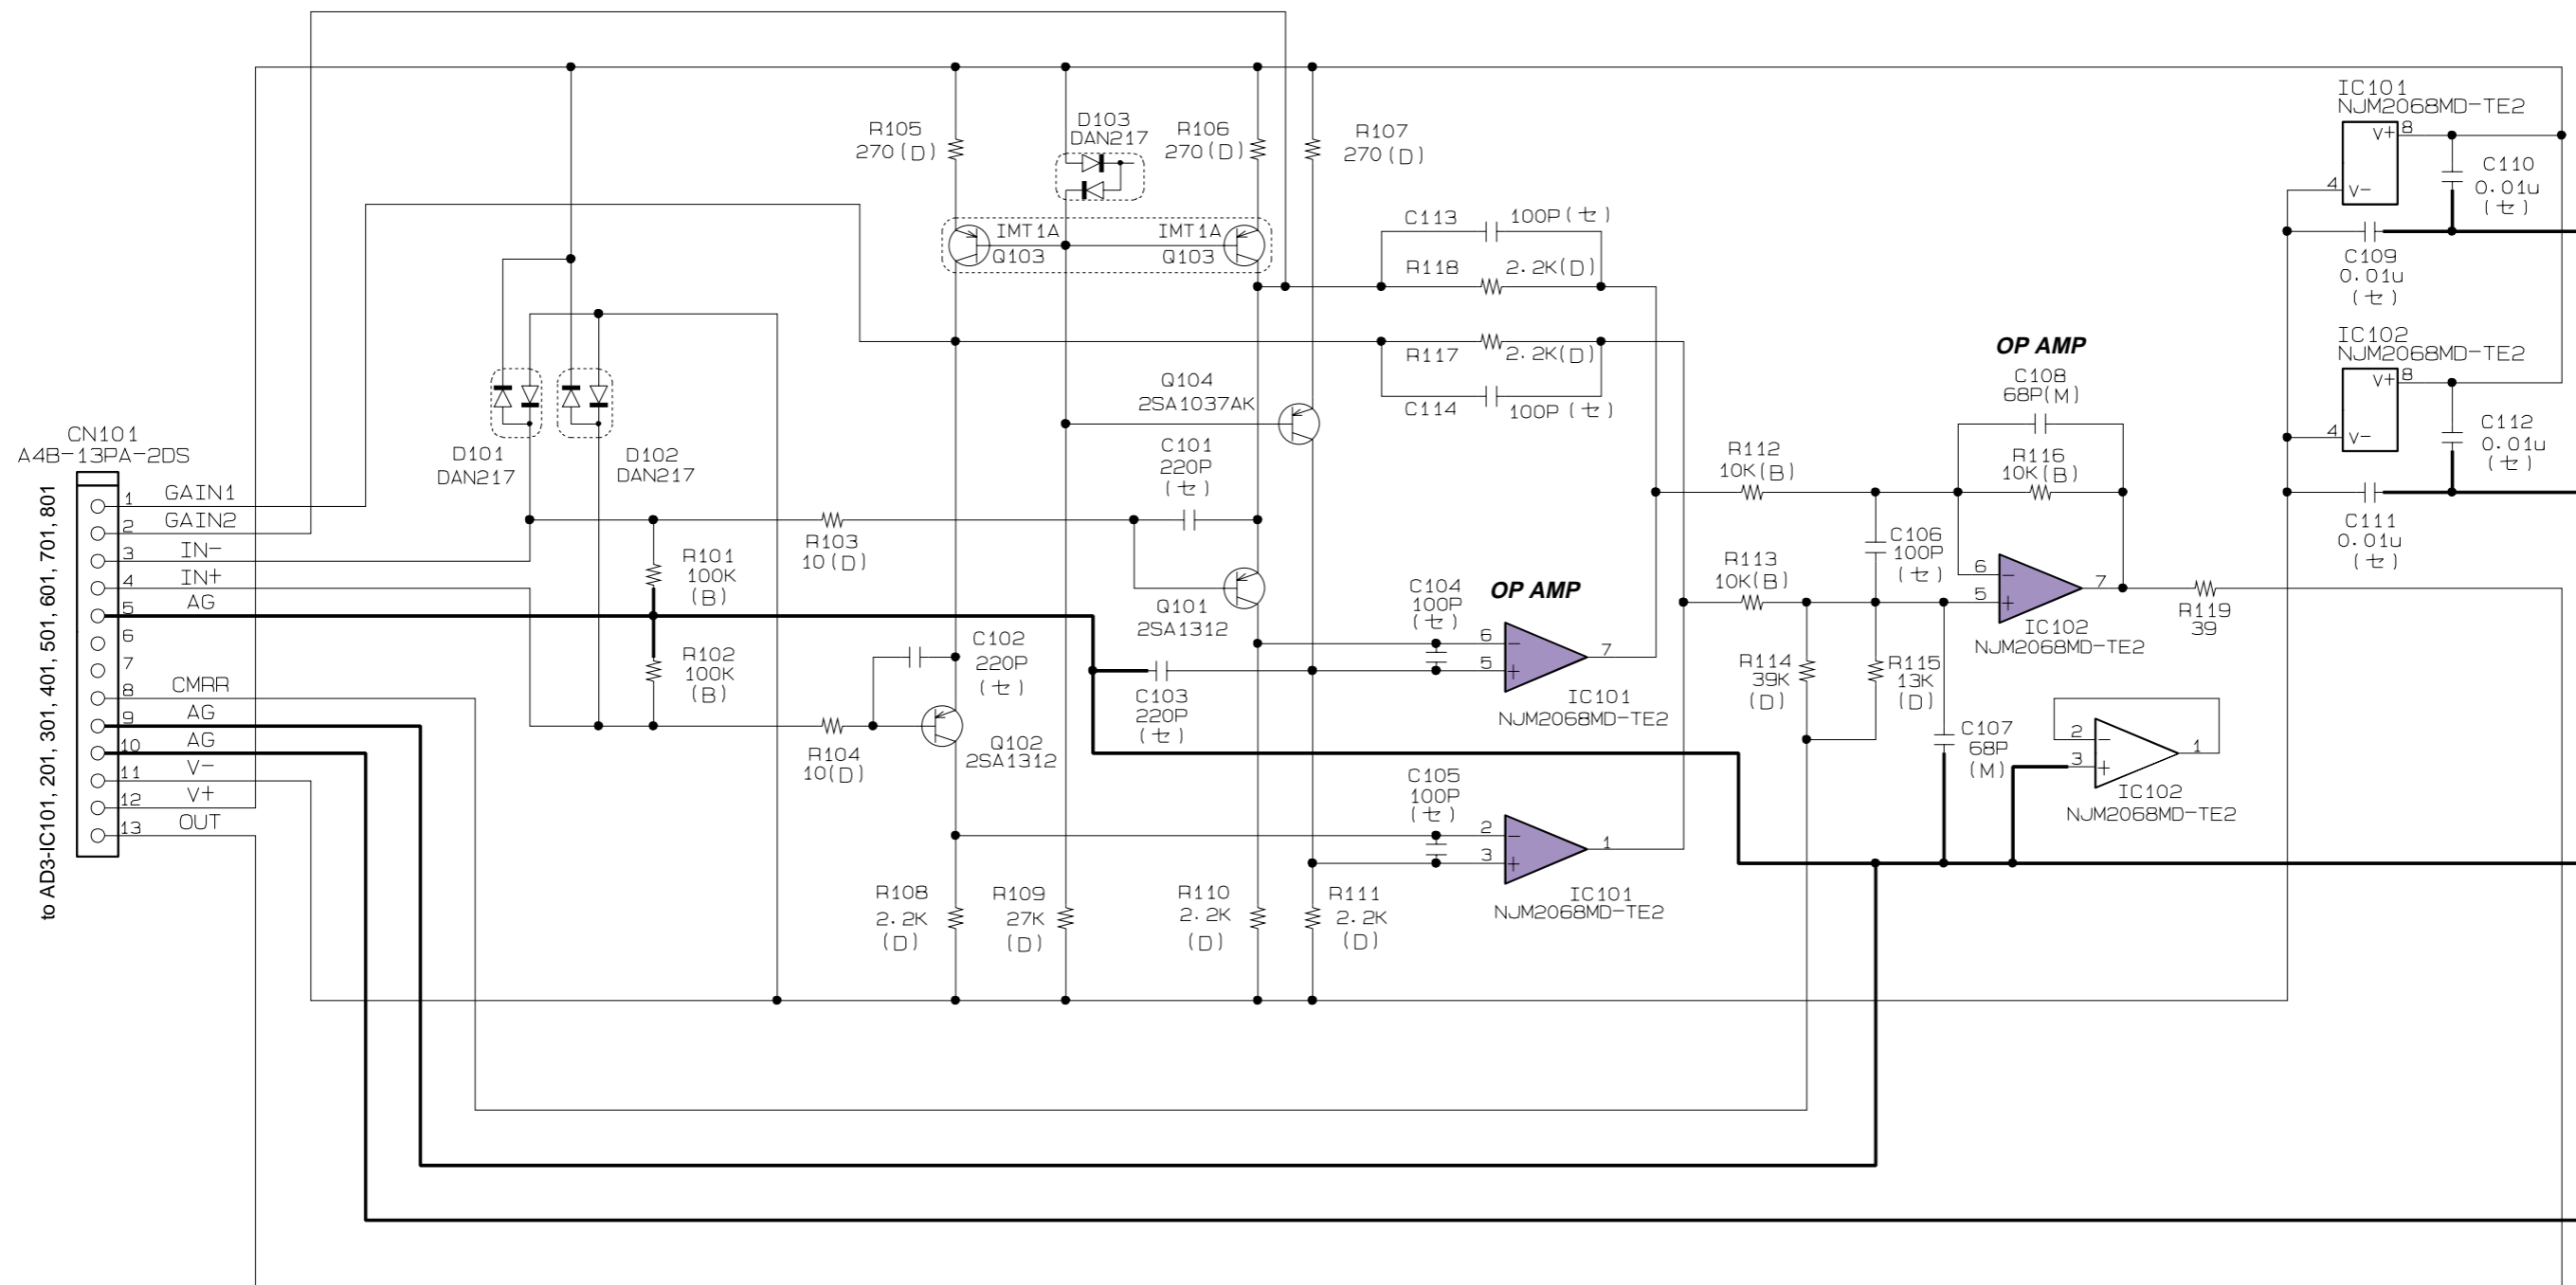 CN101
A4B-13PA-2DS
to AD3-IC101, 201, 301, 401, 501, 601, 701, 801
1 GAIN1
2 GAIN2
3 IN-
4 IN+
5 AG
6
7
8 CMRR
9 AG
10 AG
11 V-
12 V+
13 OUT
D101
DAN217
D102
DAN217
R101
100K
(B)
R102
100K
(B)
R103
10(D)
R104
10(D)
R105
270(D)
D103
DAN217
R106
270(D)
R107
270(D)
IMT1A
Q103
IMT1A
Q103
Q104
2SA1037AK
C101
220P
(セ)
Q101
2SA1312
C102
220P
(セ)
Q102
2SA1312
C103
220P
(セ)
R108
2.2K
(D)
R109
27K
(D)
R110
2.2K
(D)
R111
2.2K
(D)
C113
100P(セ)
R118
2.2K(D)
R117
2.2K(D)
C114
100P(セ)
C104
100P
(セ)
OP AMP
6 -
5 +
7
IC101
NJM2068MD-TE2
C105
100P
(セ)
2 -
3 +
1
IC101
NJM2068MD-TE2
R112
10K(B)
R113
10K(B)
R114
39K
(D)
R115
13K
(D)
C106
100P
(セ)
C107
68P
(M)
OP AMP
C108
68P(M)
R116
10K(B)
6 -
5 +
7
IC102
NJM2068MD-TE2
R119
39
2 -
3 +
1
IC102
NJM2068MD-TE2
IC101
NJM2068MD-TE2
V+ 8
4 V-
C110
0.01u
(セ)
C109
0.01u
(セ)
IC102
NJM2068MD-TE2
V+ 8
4 V-
C112
0.01u
(セ)
C111
0.01u
(セ)